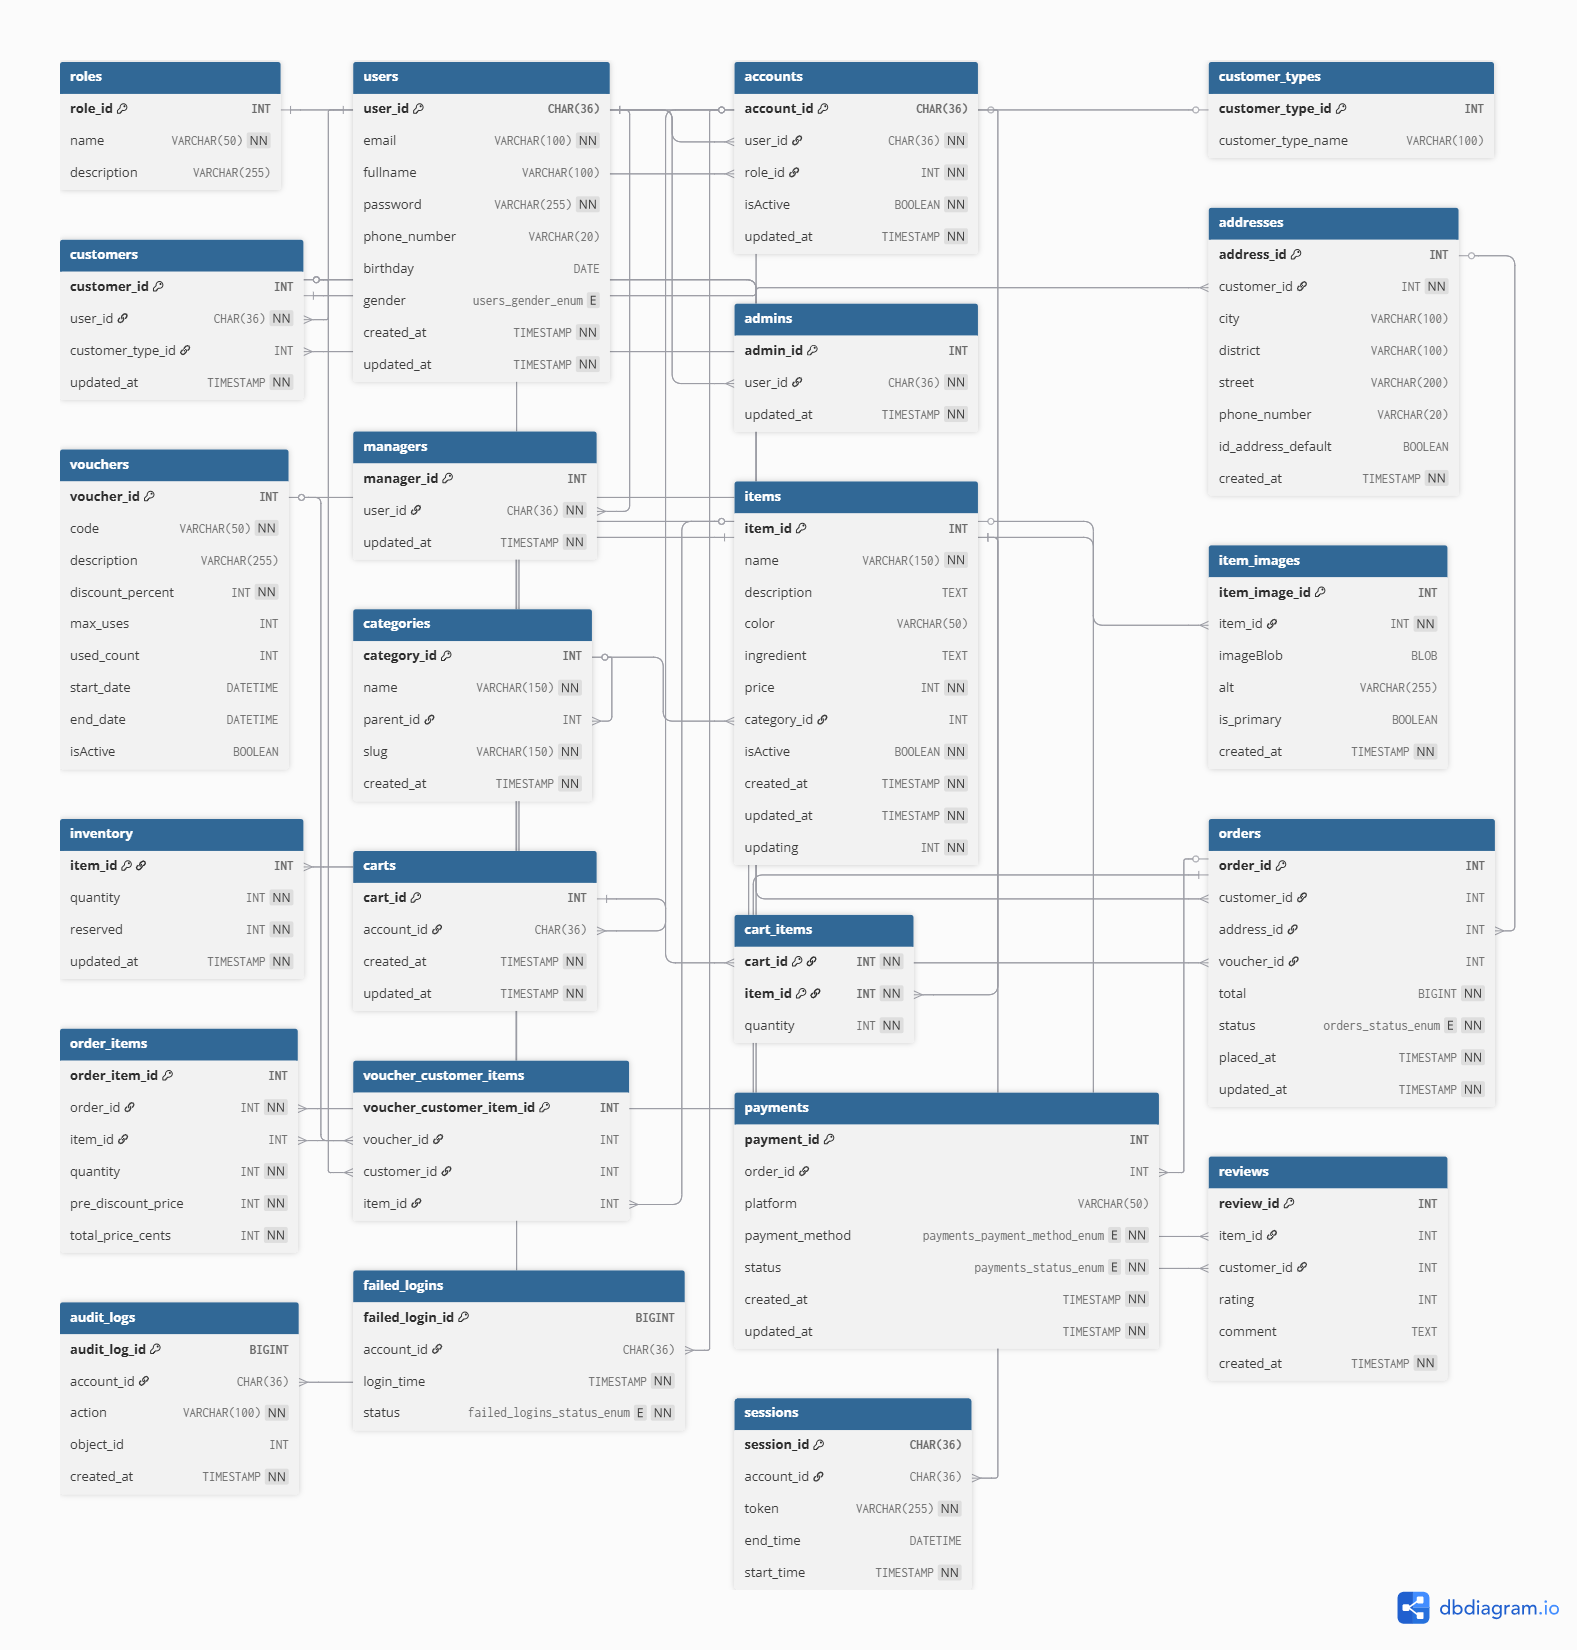 roles
role_id INT
name VARCHAR(50) NN
description VARCHAR(255)
users
user_id CHAR(36)
email VARCHAR(100) NN
fullname VARCHAR(100)
password VARCHAR(255) NN
phone_number VARCHAR(20)
birthday DATE
gender users_gender_enum E
created_at TIMESTAMP NN
updated_at TIMESTAMP NN
accounts
account_id CHAR(36)
user_id CHAR(36) NN
role_id INT NN
isActive BOOLEAN NN
updated_at TIMESTAMP NN
customer_types
customer_type_id INT
customer_type_name VARCHAR(100)
customers
customer_id INT
user_id CHAR(36) NN
customer_type_id INT
updated_at TIMESTAMP NN
admins
admin_id INT
user_id CHAR(36) NN
updated_at TIMESTAMP NN
addresses
address_id INT
customer_id INT NN
city VARCHAR(100)
district VARCHAR(100)
street VARCHAR(200)
phone_number VARCHAR(20)
id_address_default BOOLEAN
created_at TIMESTAMP NN
vouchers
voucher_id INT
code VARCHAR(50) NN
description VARCHAR(255)
discount_percent INT NN
max_uses INT
used_count INT
start_date DATETIME
end_date DATETIME
isActive BOOLEAN
managers
manager_id INT
user_id CHAR(36) NN
updated_at TIMESTAMP NN
items
item_id INT
name VARCHAR(150) NN
description TEXT
color VARCHAR(50)
ingredient TEXT
price INT NN
category_id INT
isActive BOOLEAN NN
created_at TIMESTAMP NN
updated_at TIMESTAMP NN
updating INT NN
item_images
item_image_id INT
item_id INT NN
imageBlob BLOB
alt VARCHAR(255)
is_primary BOOLEAN
created_at TIMESTAMP NN
categories
category_id INT
name VARCHAR(150) NN
parent_id INT
slug VARCHAR(150) NN
created_at TIMESTAMP NN
inventory
item_id INT
quantity INT NN
reserved INT NN
updated_at TIMESTAMP NN
carts
cart_id INT
account_id CHAR(36)
created_at TIMESTAMP NN
updated_at TIMESTAMP NN
cart_items
cart_id INT NN
item_id INT NN
quantity INT NN
orders
order_id INT
customer_id INT
address_id INT
voucher_id INT
total BIGINT NN
status orders_status_enum E NN
placed_at TIMESTAMP NN
updated_at TIMESTAMP NN
order_items
order_item_id INT
order_id INT NN
item_id INT
quantity INT NN
pre_discount_price INT NN
total_price_cents INT NN
voucher_customer_items
voucher_customer_item_id INT
voucher_id INT
customer_id INT
item_id INT
payments
payment_id INT
order_id INT
platform VARCHAR(50)
payment_method payments_payment_method_enum E NN
status payments_status_enum E NN
created_at TIMESTAMP NN
updated_at TIMESTAMP NN
reviews
review_id INT
item_id INT
customer_id INT
rating INT
comment TEXT
created_at TIMESTAMP NN
audit_logs
audit_log_id BIGINT
account_id CHAR(36)
action VARCHAR(100) NN
object_id INT
created_at TIMESTAMP NN
failed_logins
failed_login_id BIGINT
account_id CHAR(36)
login_time TIMESTAMP NN
status failed_logins_status_enum E NN
sessions
session_id CHAR(36)
account_id CHAR(36)
token VARCHAR(255) NN
end_time DATETIME
start_time TIMESTAMP NN
dbdiagram.io